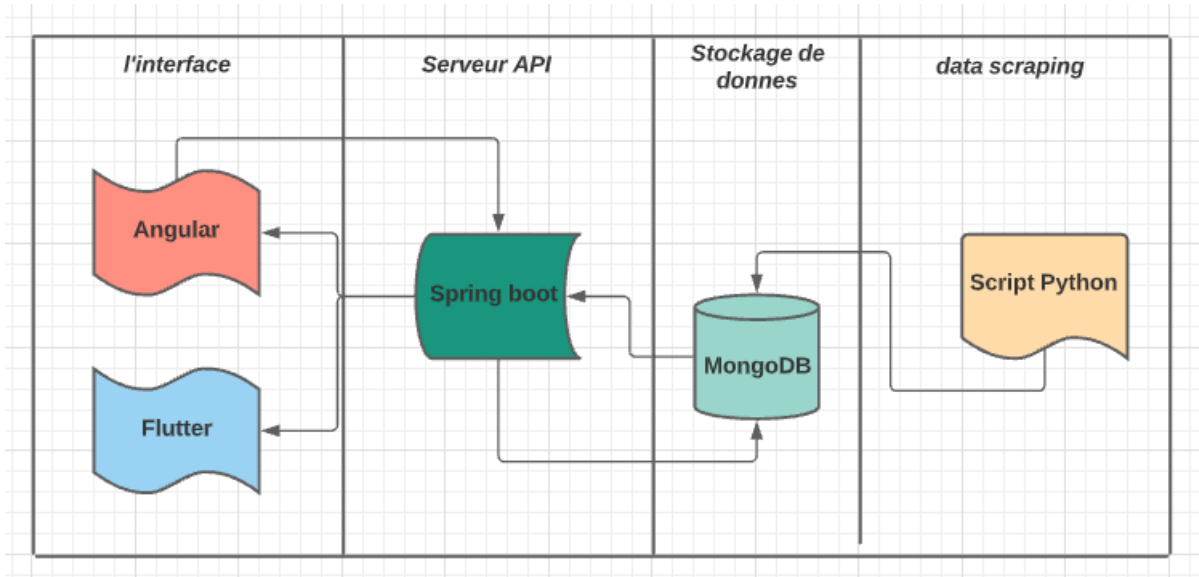 l'interface
Serveur API
Stockage de
donnes
data scraping
Angular
Spring boot
Script Python
MongoDB
Flutter